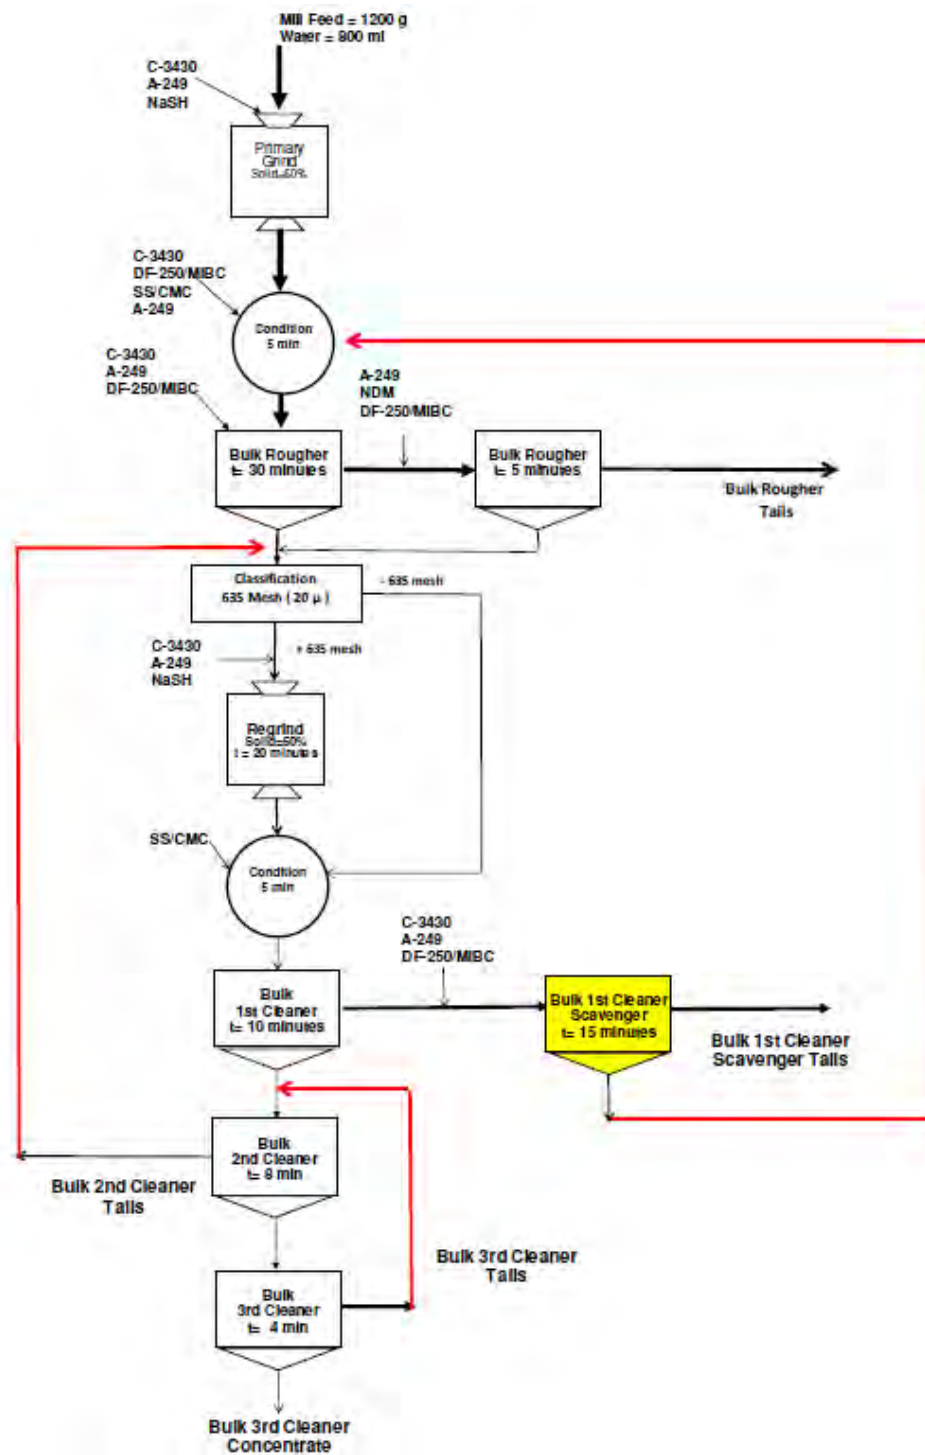 Mill Feed = 1200 g
Water = 800 ml
C-3430
A-249
NaSH
Primary
Grind
Solid=60%
C-3430
DF-250/MIBC
SS/CMC
A-249
Condition
5 min
C-3430
A-249
DF-250/MIBC
A-249
NDM
DF-250/MIBC
Bulk Rougher
t= 30 minutes
Bulk Rougher
t= 5 minutes
Bulk Rougher
Tails
Classification
635 Mesh ( 20 µ )
- 635 mesh
+ 635 mesh
C-3430
A-249
NaSH
Regrind
Solid=60%
t = 20 minutes
SS/CMC
Condition
5 min
C-3430
A-249
DF-250/MIBC
Bulk
1st Cleaner
t= 10 minutes
Bulk 1st Cleaner
Scavenger
t= 15 minutes
Bulk 1st Cleaner
Scavenger Tails
Bulk
2nd Cleaner
t= 8 min
Bulk 2nd Cleaner
Tails
Bulk 3rd Cleaner
Tails
Bulk
3rd Cleaner
t= 4 min
Bulk 3rd Cleaner
Concentrate